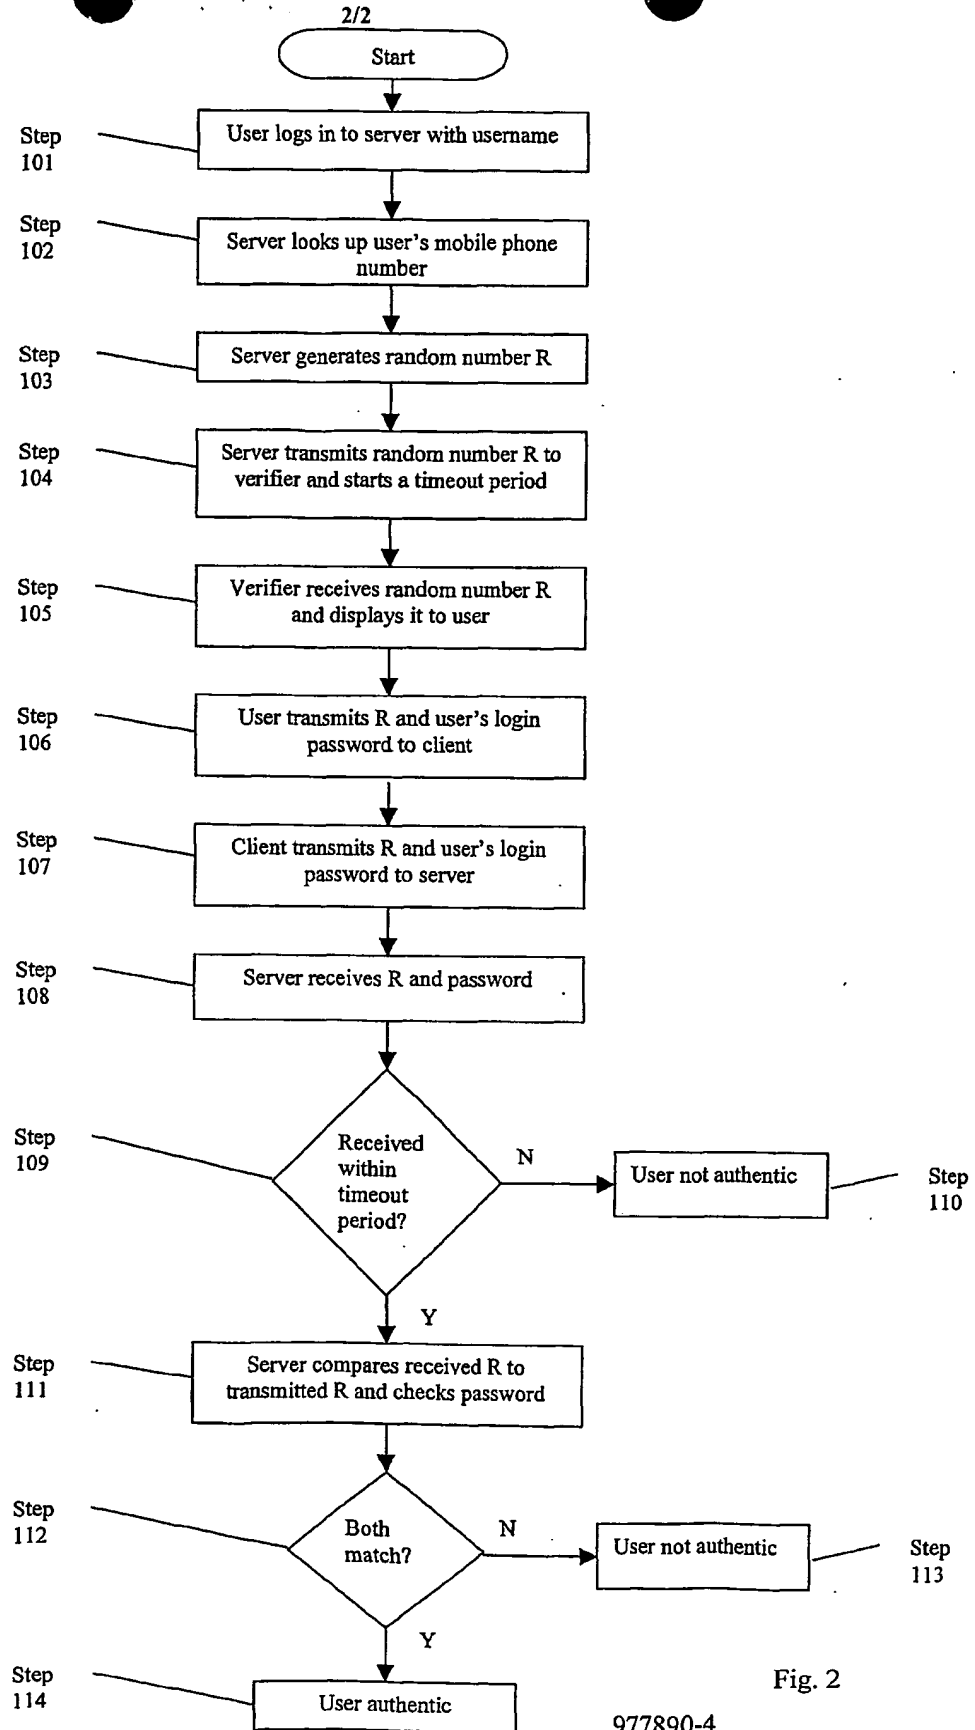 2/2
Start
Step
101
User logs in to server with username
Step
102
Server looks up user's mobile phone
number
Step
103
Server generates random number R
Step
104
Server transmits random number R to
verifier and starts a timeout period
Step
105
Verifier receives random number R
and displays it to user
Step
106
User transmits R and user's login
password to client
Step
107
Client transmits R and user's login
password to server
Step
108
Server receives R and password
Step
109
Received
within
timeout
period?
N
User not authentic
Step
110
Y
Step
111
Server compares received R to
transmitted R and checks password
Step
112
Both
match?
N
User not authentic
Step
113
Y
Step
114
User authentic
Fig. 2
977890-4